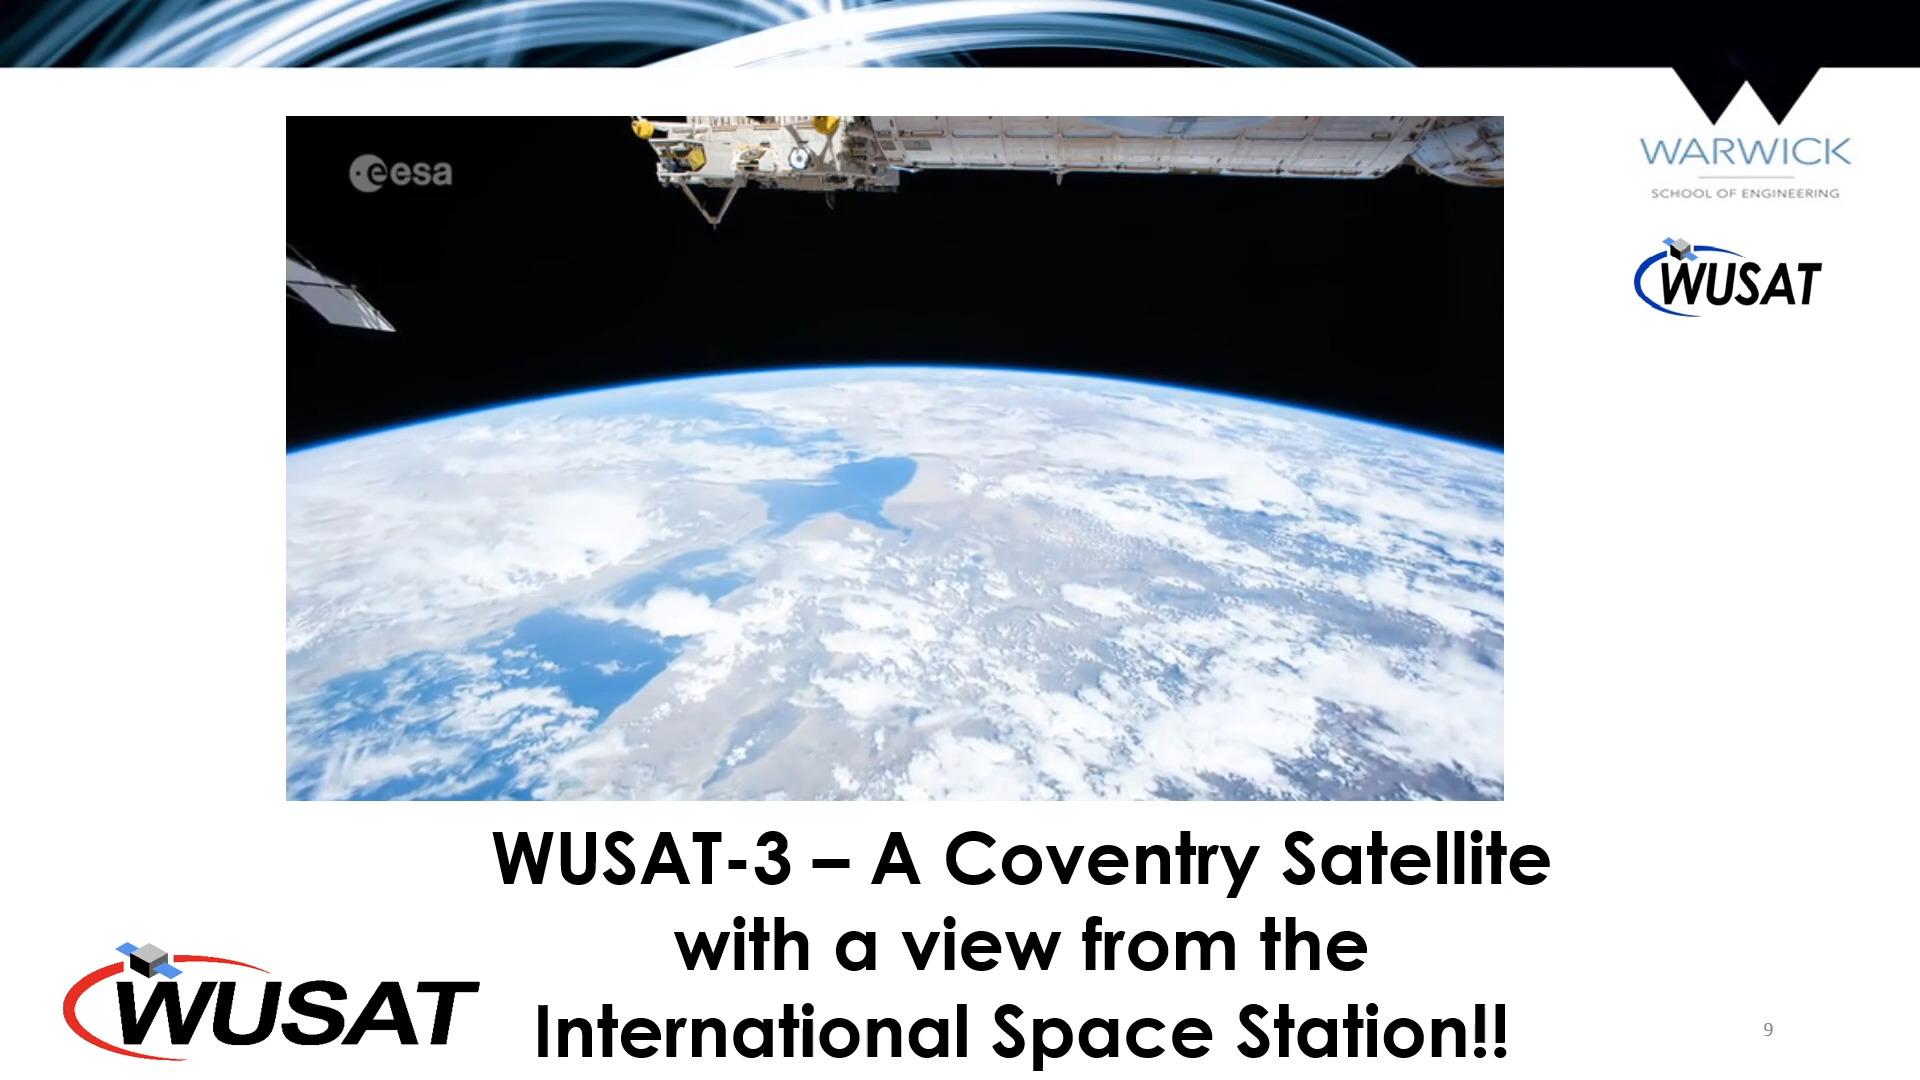 esa
WARWICK
SCHOOL OF ENGINEERING
WUSAT
WUSAT-3 – A Coventry Satellite
with a view from the
International Space Station!!
WUSAT
9